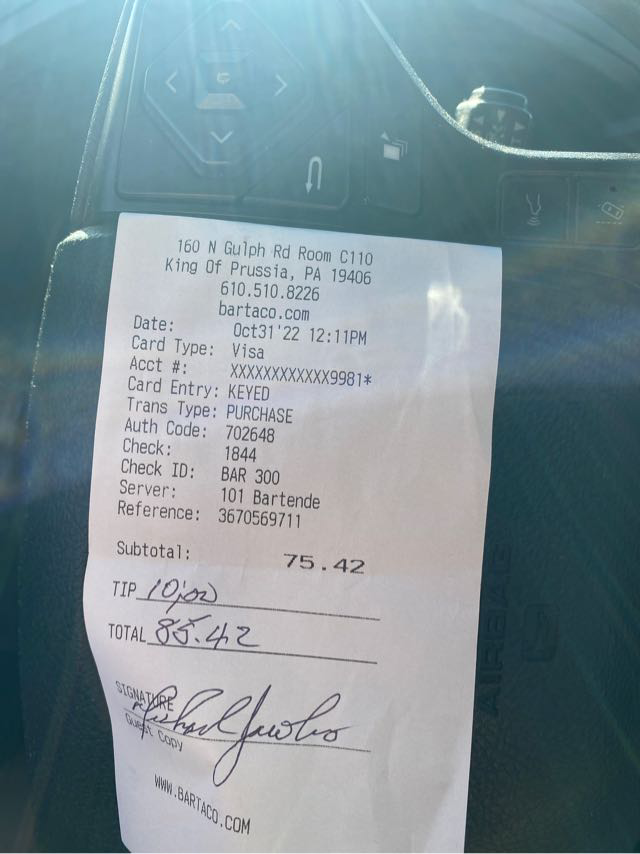 160 N Gulph Rd Room C110
King Of Prussia, PA 19406
610.510.8226
bartaco.com
Date: Oct31'22 12:11PM
Card Type: Visa
Acct #: XXXXXXXXXXXX9981*
Card Entry: KEYED
Trans Type: PURCHASE
Auth Code: 702648
Check: 1844
Check ID: BAR 300
Server: 101 Bartende
Reference: 3670569711
Subtotal: 75.42
TIP 10.00
TOTAL 85.42
SIGNATURE
Guest Copy
WWW.BARTACO.COM
AIRBAG